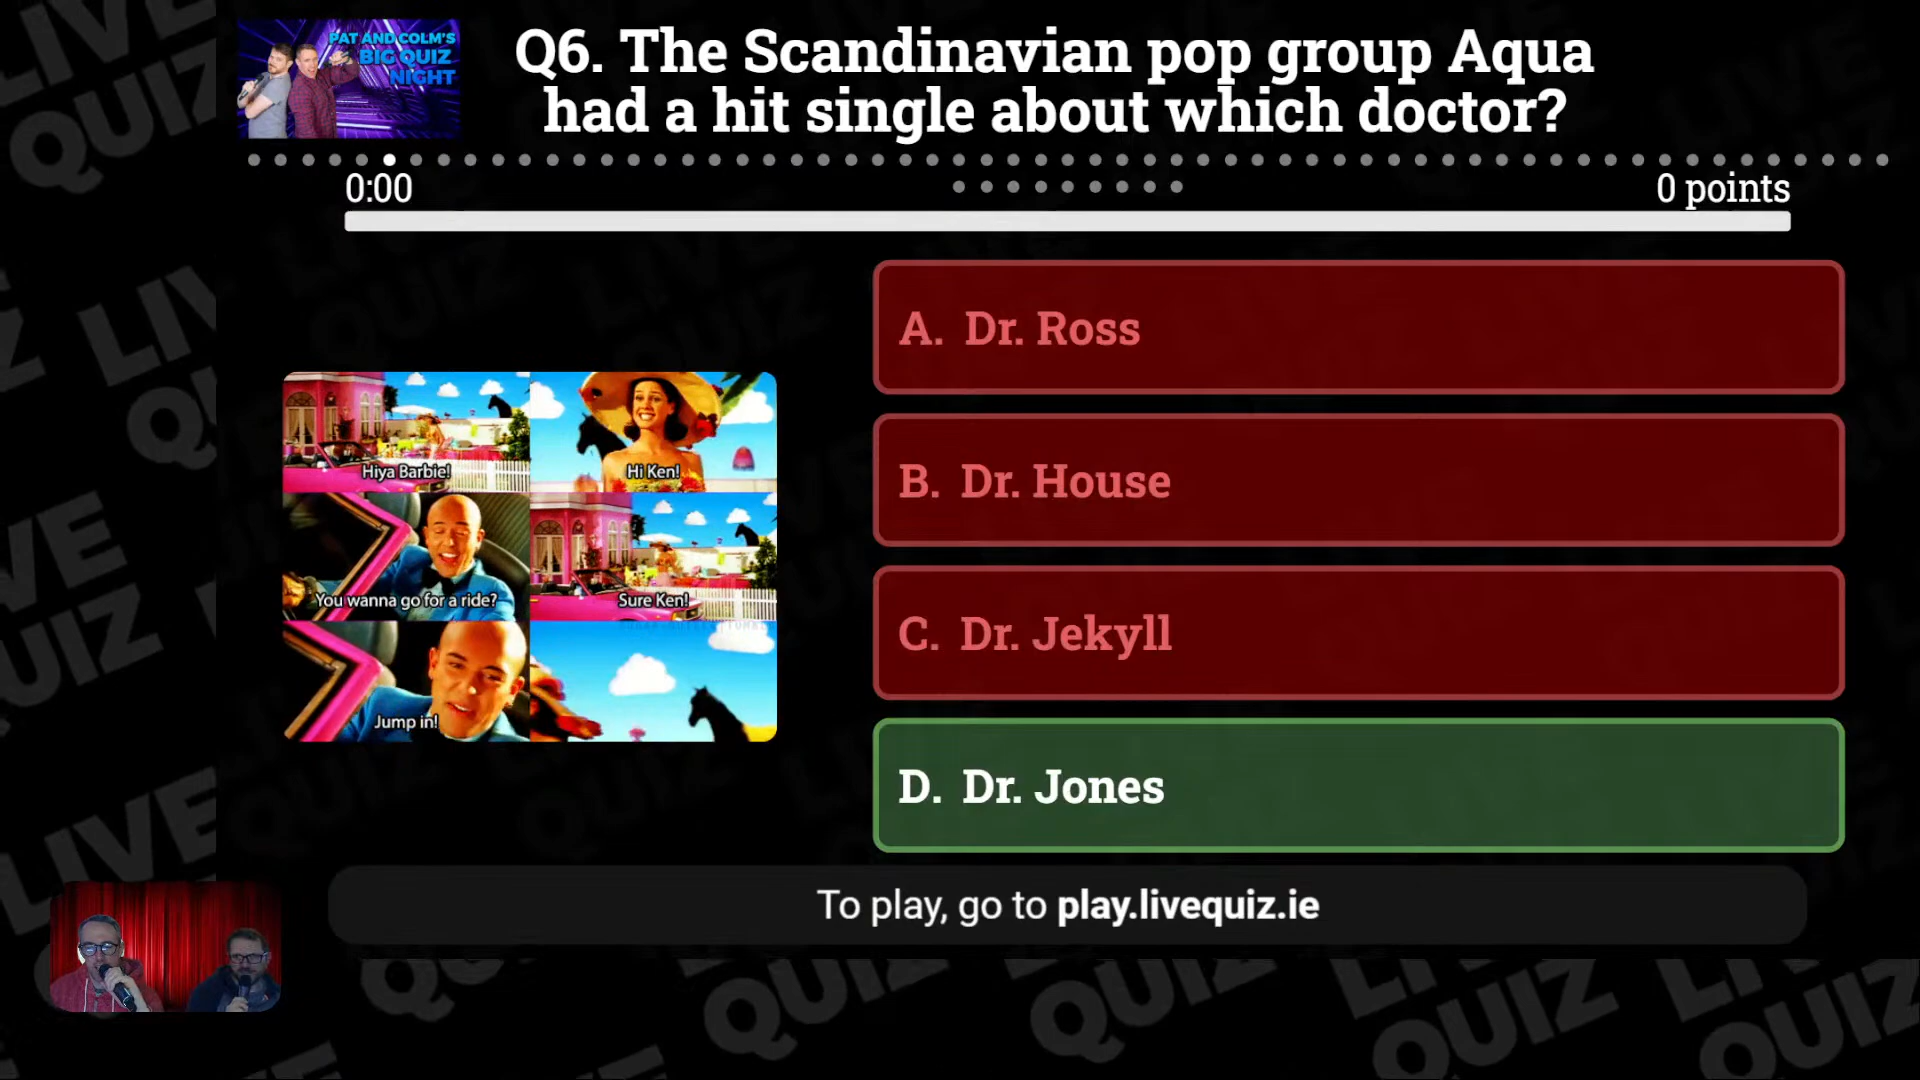 PAT AND COLM'S
BIG QUIZ
NIGHT
Q6. The Scandinavian pop group Aqua
had a hit single about which doctor?
0:00
0 points
A. Dr. Ross
B. Dr. House
C. Dr. Jekyll
D. Dr. Jones
Hiya Barbie!
Hi Ken!
You wanna go for a ride?
Sure Ken!
Jump in!
To play, go to play.livequiz.ie
LIVE
QUIZ